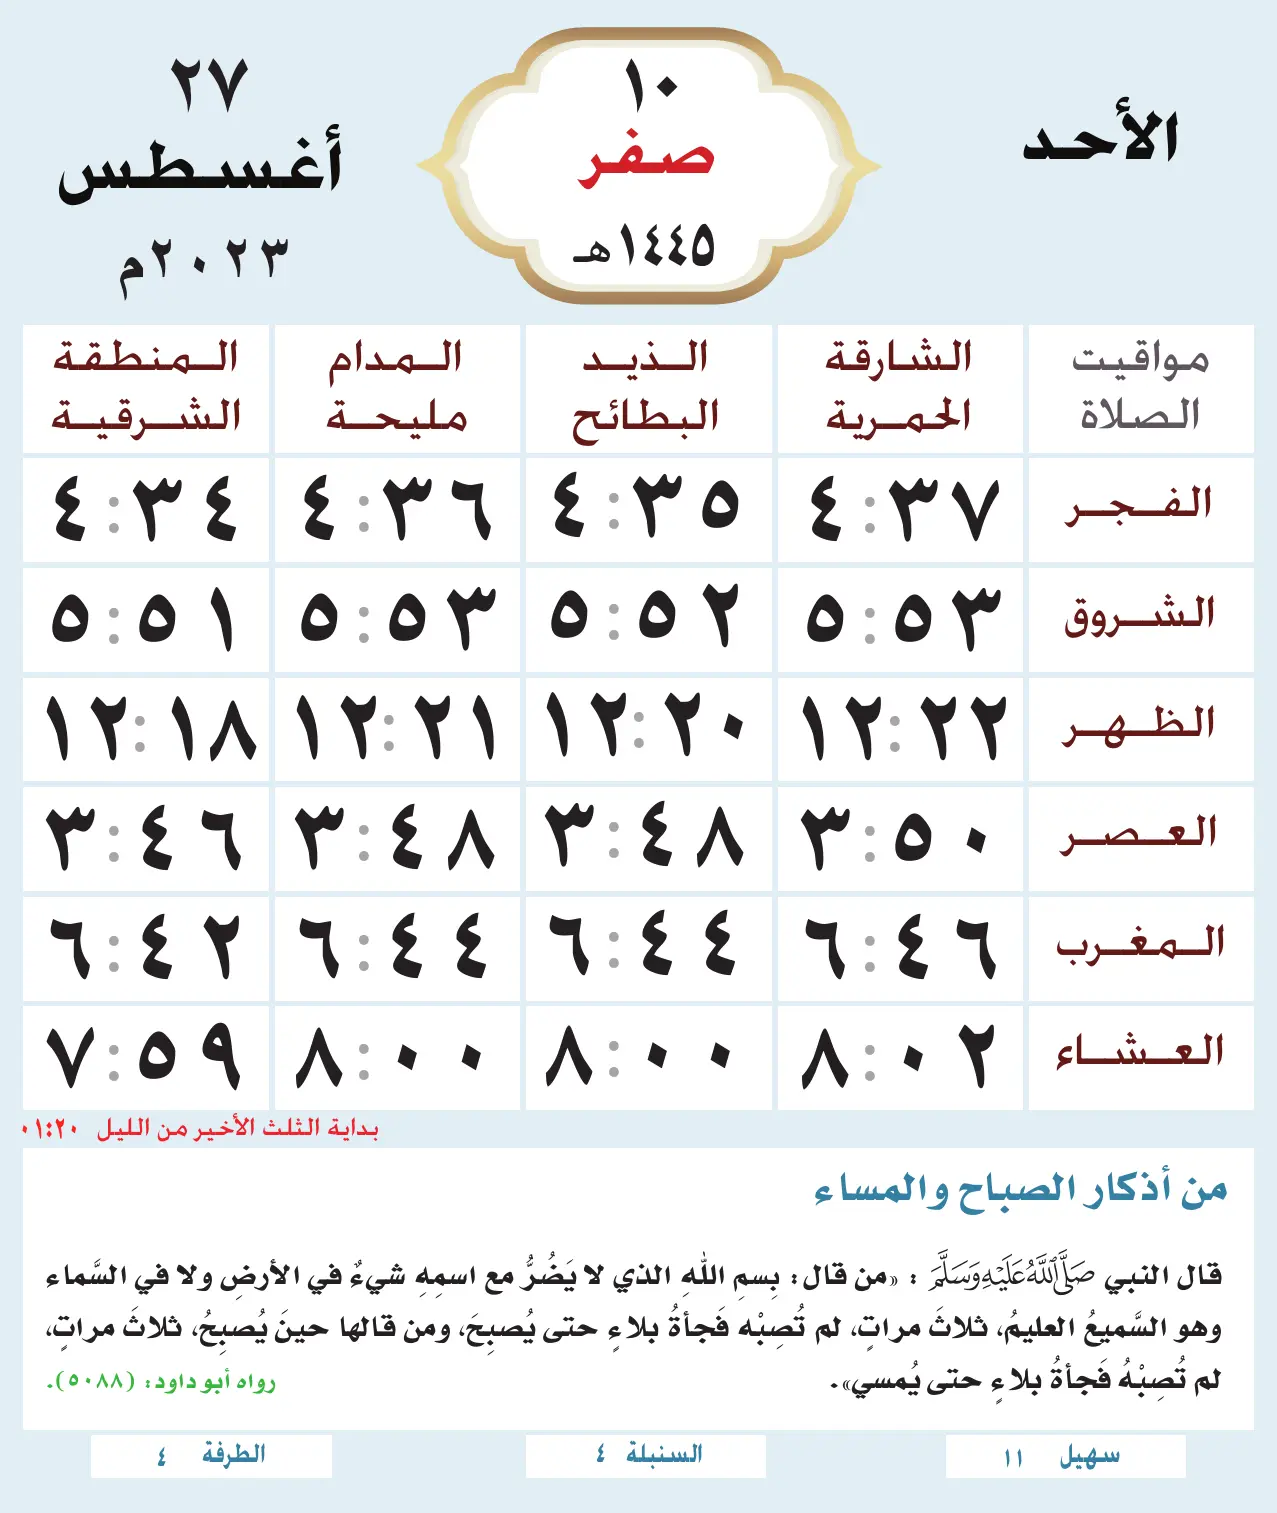 الأحد
١٠
صفر
١٤٤٥هـ
٢٧
أغسطس
٢٠٢٣م
مواقيت الصلاة	الشارقة الحمرية	الذيد البطائح	المدام مليحة	المنطقة الشرقية
الفجر	٤:٣٧	٤:٣٥	٤:٣٦	٤:٣٤
الشروق	٥:٥٣	٥:٥٢	٥:٥٣	٥:٥١
الظهر	١٢:٢٢	١٢:٢٠	١٢:٢١	١٢:١٨
العصر	٣:٥٠	٣:٤٨	٣:٤٨	٣:٤٦
المغرب	٦:٤٦	٦:٤٤	٦:٤٤	٦:٤٢
العشاء	٨:٠٢	٨:٠٠	٨:٠٠	٧:٥٩
بداية الثلث الأخير من الليل ٠١:٢٠
من أذكار الصباح والمساء
قال النبي صَلَّى اللَّهُ عَلَيْهِ وَسَلَّمَ : «من قال: بِسمِ اللهِ الذي لا يَضُرُّ مع اسمِهِ شيءٌ في الأرضِ ولا في السَّماء
وهو السَّميعُ العليمُ، ثلاثَ مراتٍ، لم تُصِبْه فَجأةُ بلاءٍ حتى يُصبِحَ، ومن قالها حينَ يُصبِحُ، ثلاثَ مراتٍ،
لم تُصِبْهُ فَجأةُ بلاءٍ حتى يُمسي». رواه أبو داود: (٥٠٨٨).
سهيل ١١	السنبلة ٤	الطرفة ٤